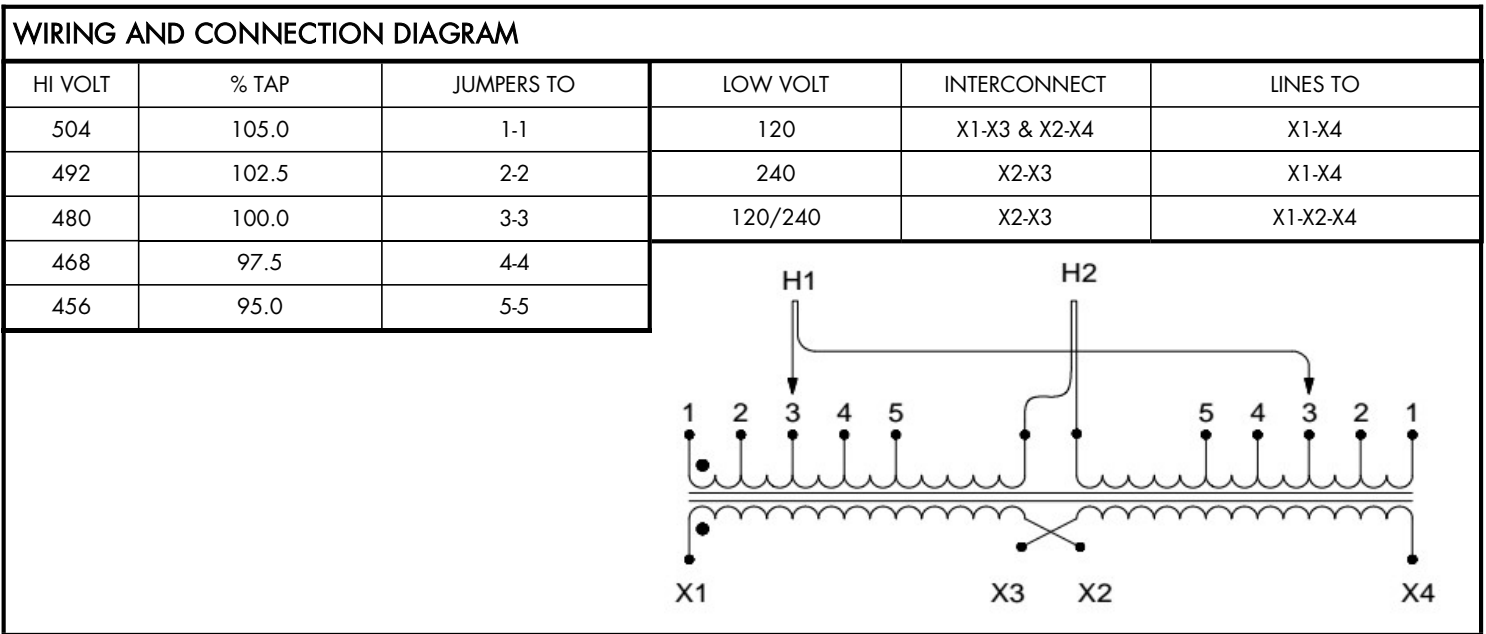 WIRING AND CONNECTION DIAGRAM
HI VOLT % TAP JUMPERS TO LOW VOLT INTERCONNECT LINES TO
504 105.0 1-1 120 X1-X3 & X2-X4 X1-X4
492 102.5 2-2 240 X2-X3 X1-X4
480 100.0 3-3 120/240 X2-X3 X1-X2-X4
468 97.5 4-4
456 95.0 5-5
H1 H2
1 2 3 4 5 5 4 3 2 1
X1 X3 X2 X4